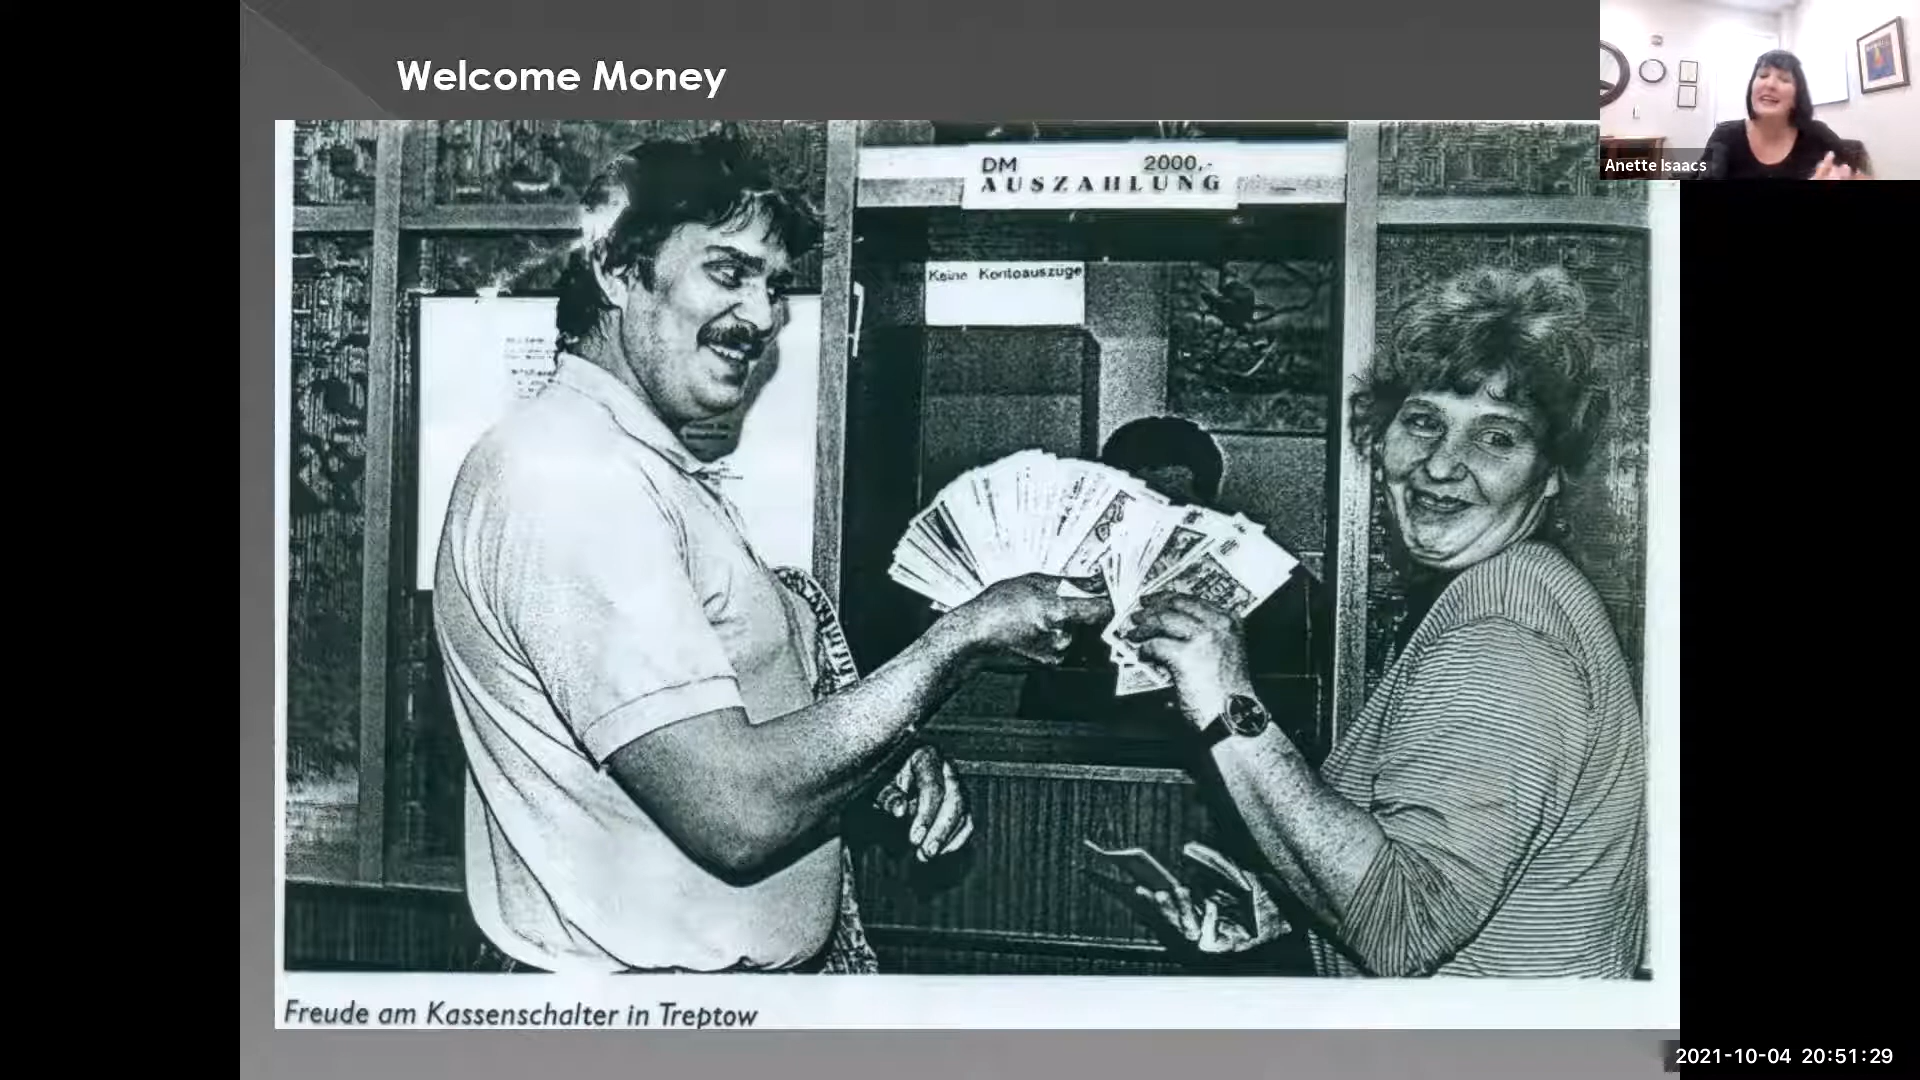 Welcome Money
Anette Isaacs
DM 2000,-
AUSZAHLUNG
Keine Kontoauszüge
Freude am Kassenschalter in Treptow
2021-10-04 20:51:29